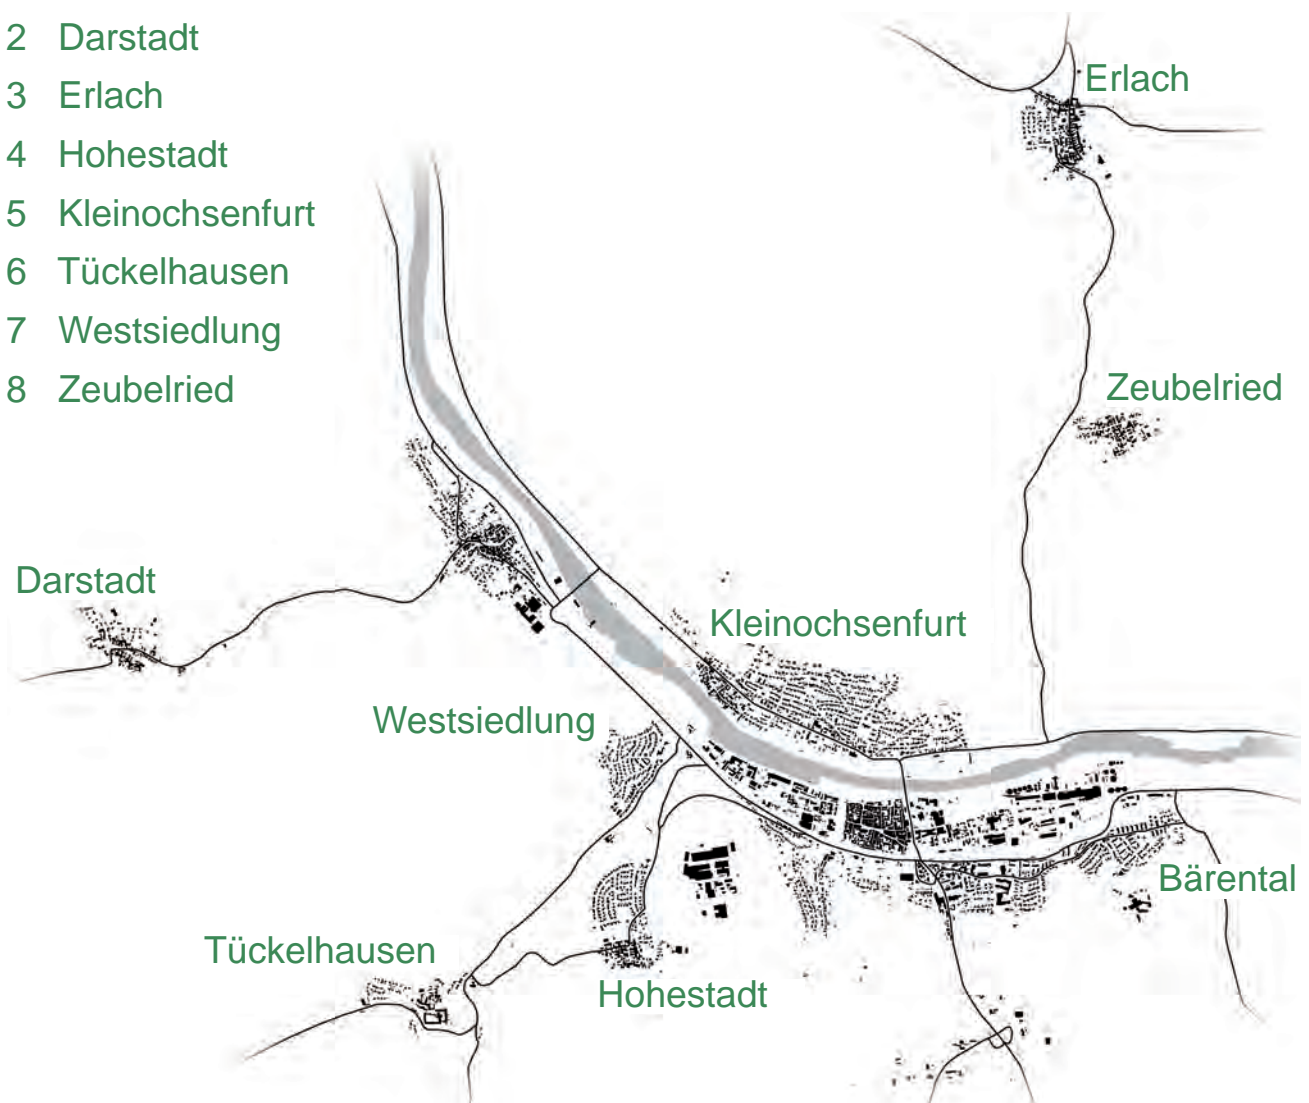 2 Darstadt
3 Erlach
4 Hohestadt
5 Kleinochsenfurt
6 Tückelhausen
7 Westsiedlung
8 Zeubelried
Erlach
Zeubelried
Darstadt
Kleinochsenfurt
Westsiedlung
Bärental
Tückelhausen
Hohestadt